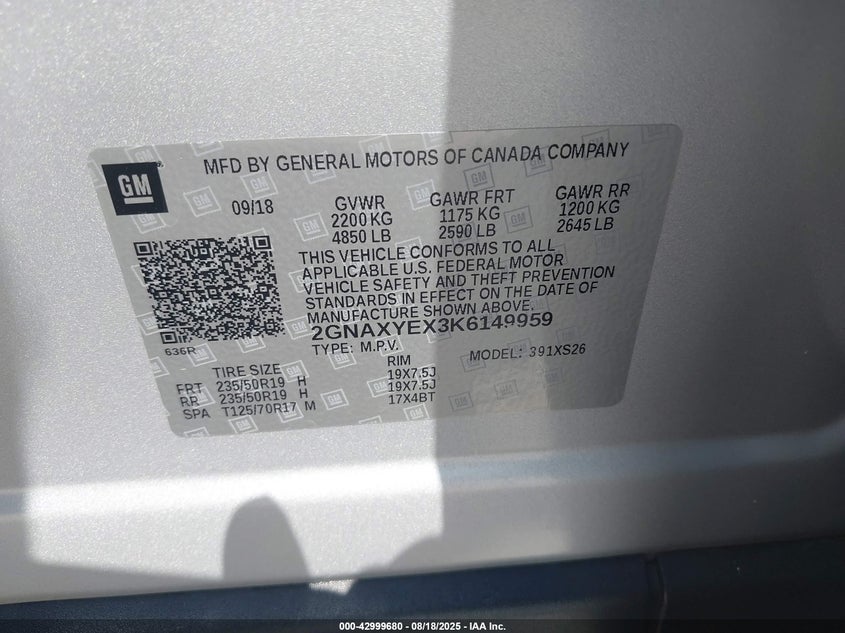 GM
MFD BY GENERAL MOTORS OF CANADA COMPANY
09/18 GVWR GAWR FRT GAWR RR
2200 KG 1175 KG 1200 KG
4850 LB 2590 LB 2645 LB
THIS VEHICLE CONFORMS TO ALL
APPLICABLE U.S. FEDERAL MOTOR
VEHICLE SAFETY AND THEFT PREVENTION
STANDARDS IN EFFECT ON THE DATE OF
MANUFACTURE SHOWN ABOVE.
2GNAXYEX3K6149959
636R TYPE: M.P.V. MODEL: 391XS26
TIRE SIZE RIM
FRT 235/50R19 H 19X7.5J
RR 235/50R19 H 19X7.5J
SPA T125/70R17 M 17X4BT
000-42999680 - 08/18/2025 - IAA Inc.